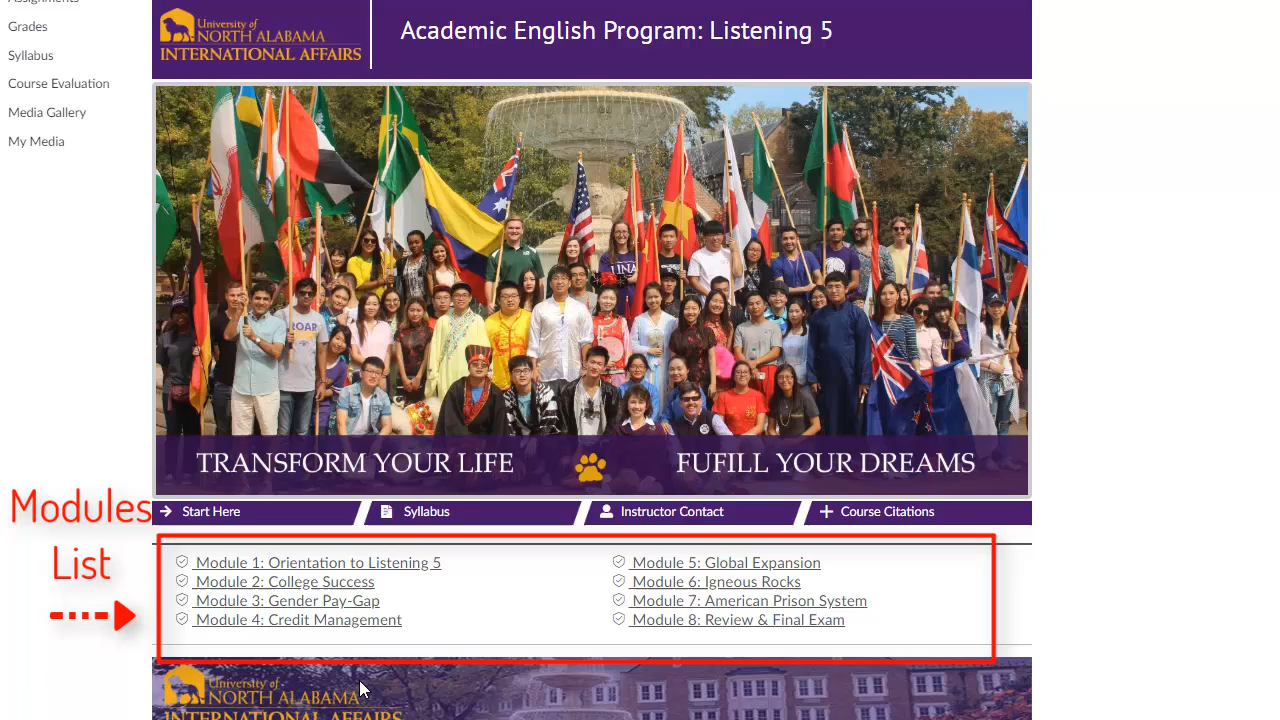 Assignments
Grades
Syllabus
Course Evaluation
Media Gallery
My Media
University of
NORTH ALABAMA
INTERNATIONAL AFFAIRS
Academic English Program: Listening 5
ROAR
UNA
TRANSFORM YOUR LIFE
FUFILL YOUR DREAMS
Start Here
Syllabus
Instructor Contact
Course Citations
Modules
List
Module 1: Orientation to Listening 5
Module 2: College Success
Module 3: Gender Pay-Gap
Module 4: Credit Management
Module 5: Global Expansion
Module 6: Igneous Rocks
Module 7: American Prison System
Module 8: Review & Final Exam
University of
NORTH ALABAMA
INTERNATIONAL AFFAIRS